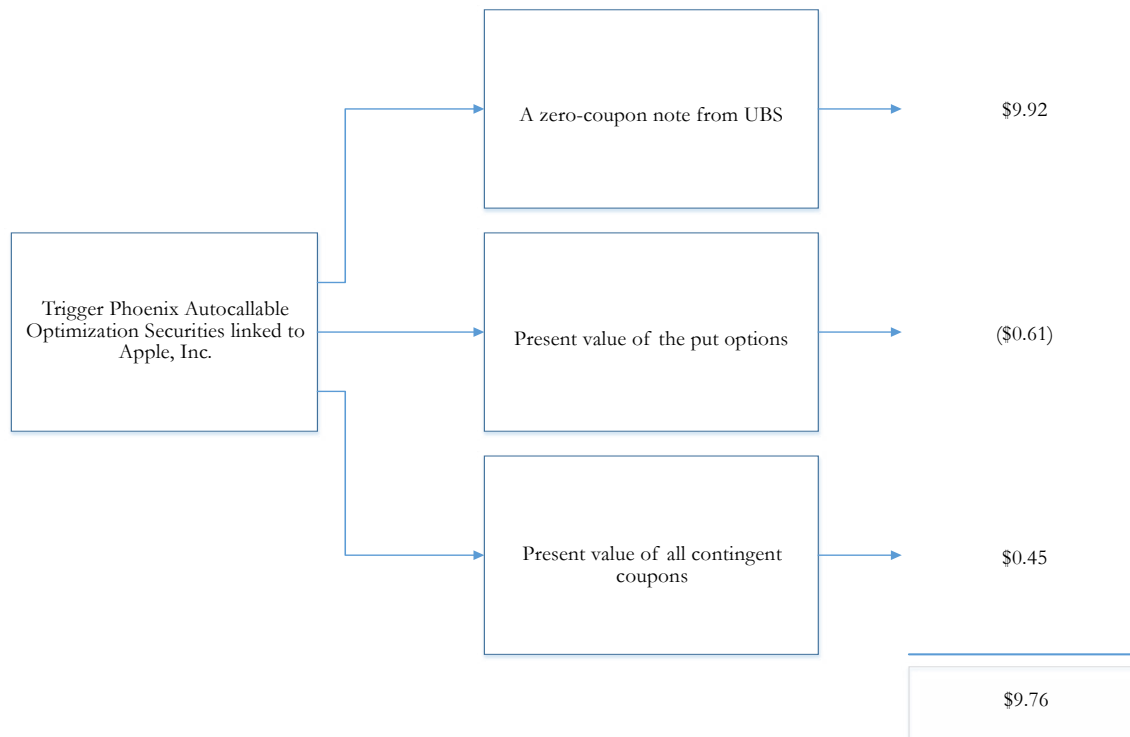 A zero-coupon note from UBS
$9.92
Trigger Phoenix Autocallable
Optimization Securities linked to
Apple, Inc.
Present value of the put options
($0.61)
Present value of all contingent
coupons
$0.45
$9.76